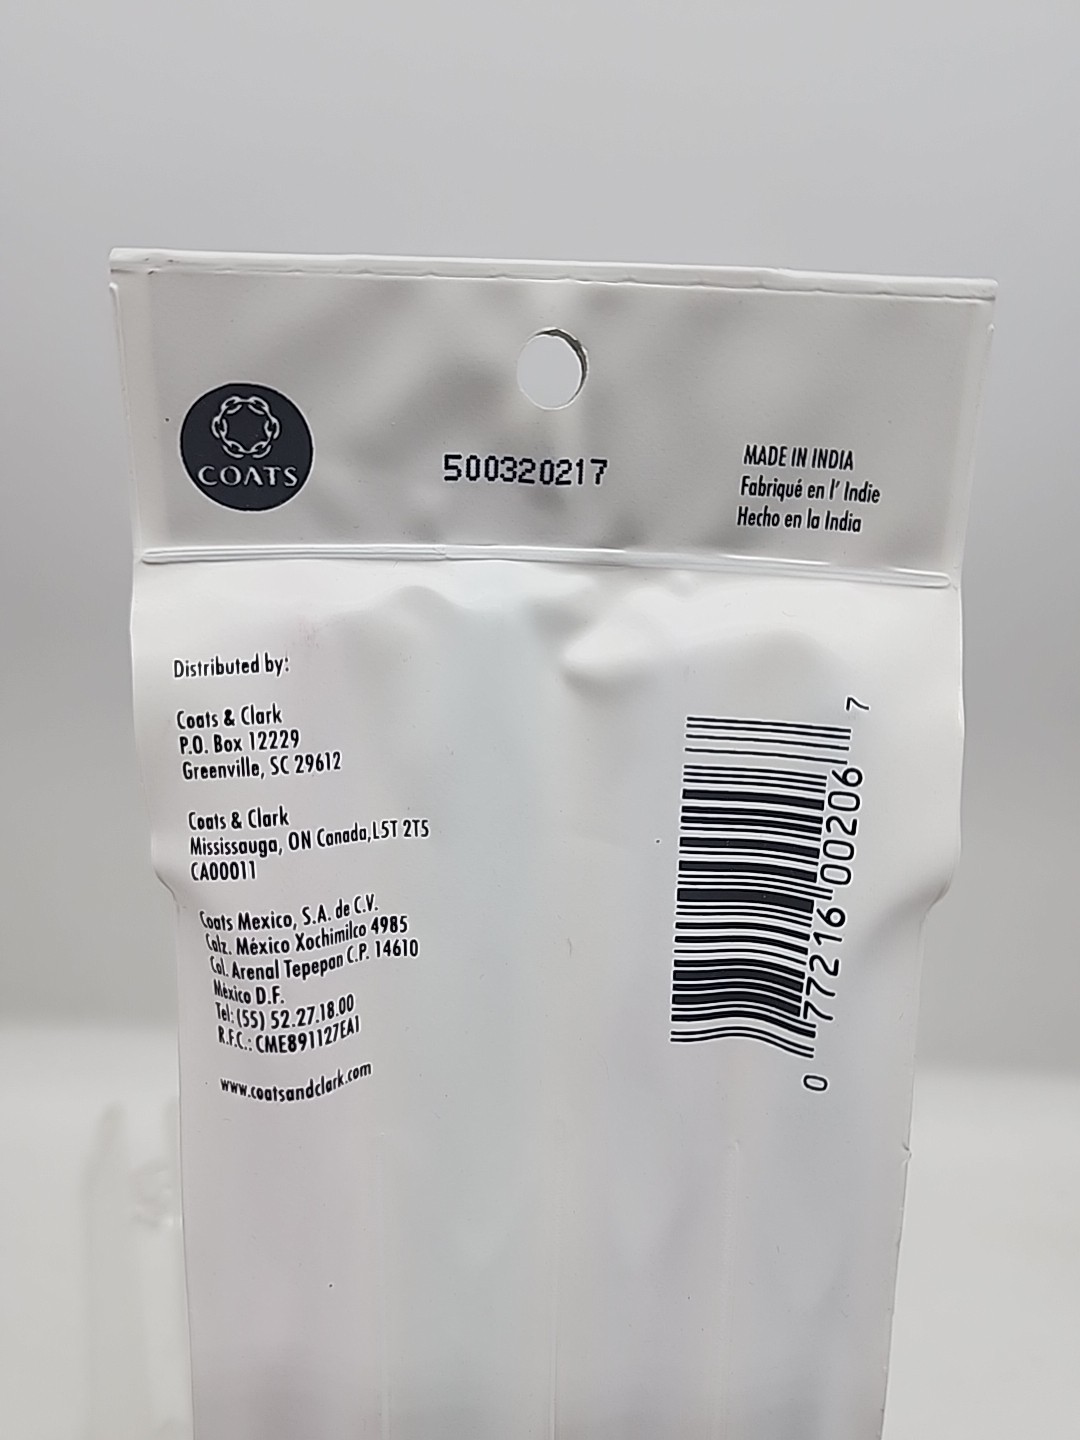 COATS
500320217
MADE IN INDIA
Fabriqué en l' Indie
Hecho en la India
Distributed by:
Coats & Clark
P.O. Box 12229
Greenville, SC 29612
Coats & Clark
Mississauga, ON Canada,L5T 2T5
CA00011
Coats Mexico, S.A. de C.V.
Calz. México Xochimilco 4985
Col. Arenal Tepepan C.P. 14610
México D.F.
Tel: (55) 52.27.18.00
R.F.C.: CME891127EA1
www.coatsandclark.com
0 77216 00206 7